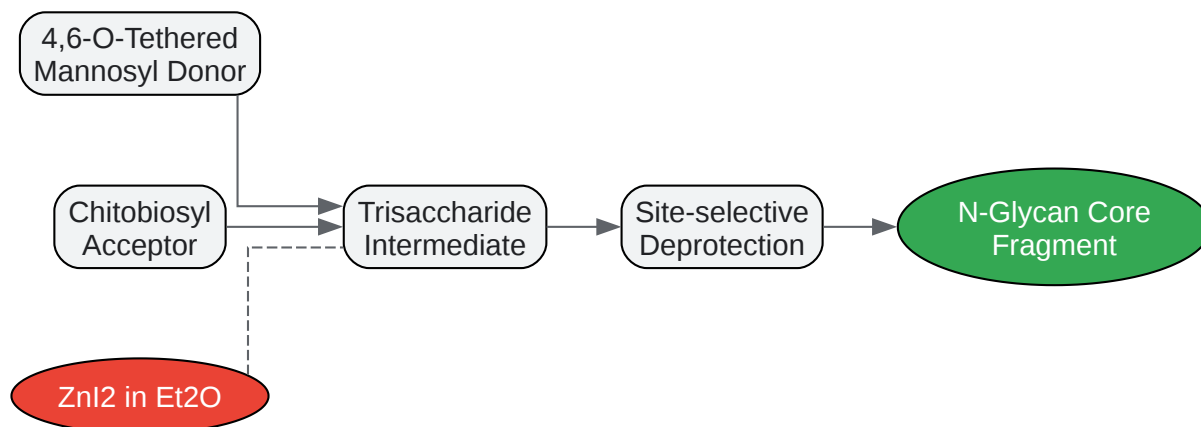 4,6-O-Tethered
Mannosyl Donor
Chitobiosyl
Acceptor
Trisaccharide
Intermediate
Site-selective
Deprotection
N-Glycan Core
Fragment
ZnI2 in Et2O